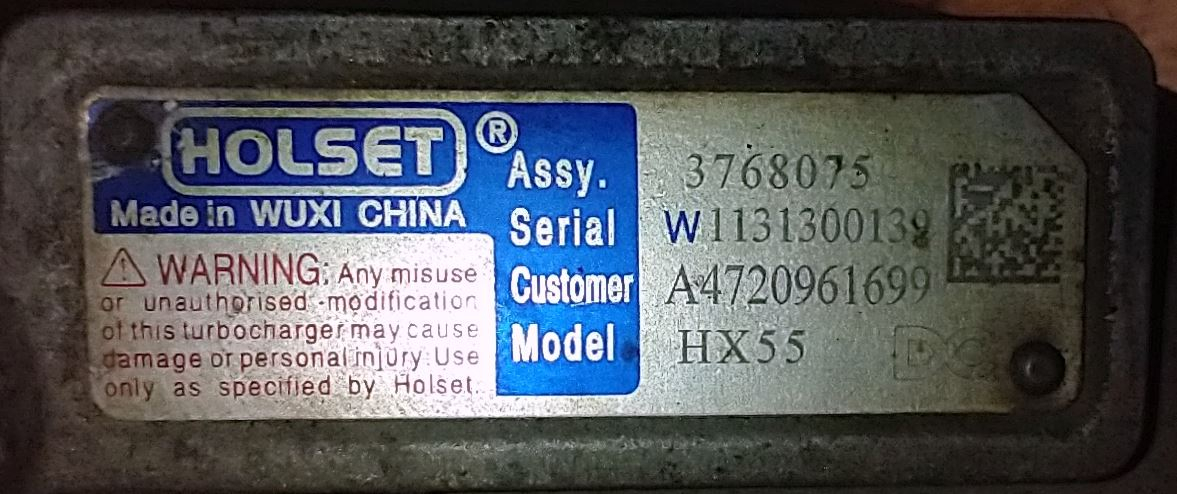 HOLSET ®
Made in WUXI CHINA
⚠ WARNING: Any misuse
or unauthorised modification
of this turbocharger may cause
damage or personal injury. Use
only as specified by Holset.
Assy. 3768075
Serial W1131300139
Customer A4720961699
Model HX55